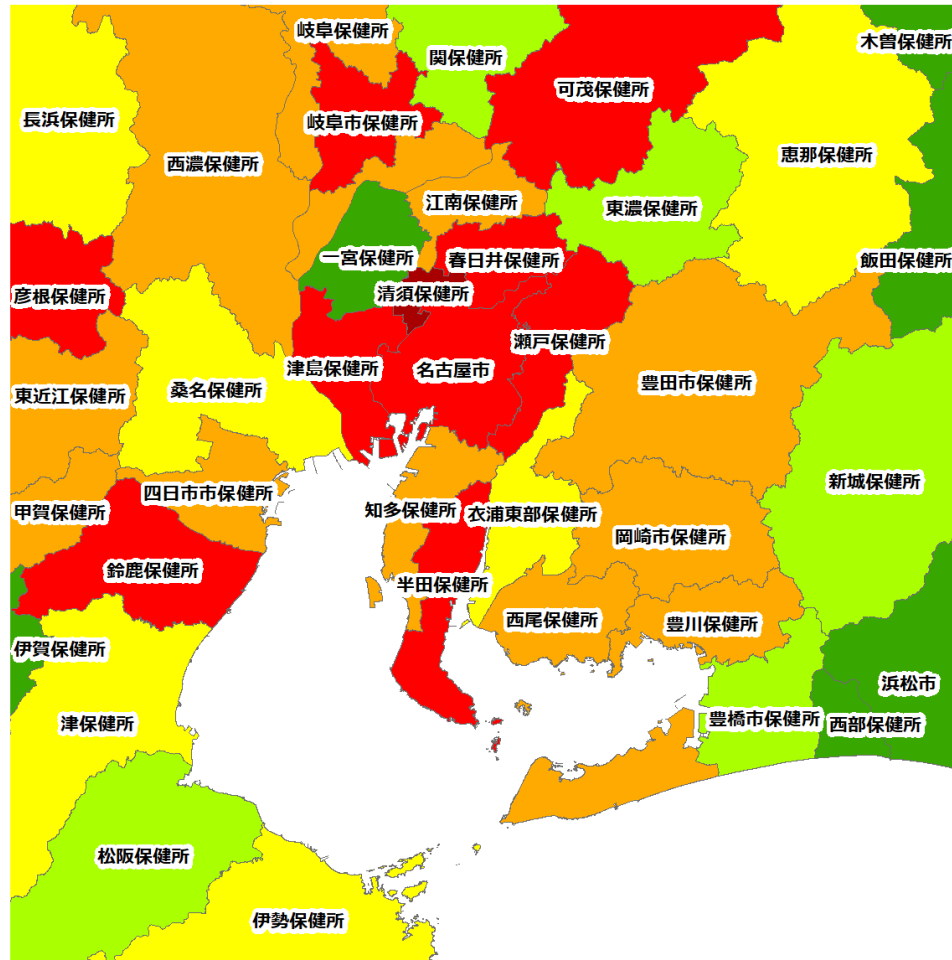 岐阜保健所
木曽保健所
関保健所
可茂保健所
長浜保健所
岐阜市保健所
西濃保健所
恵那保健所
江南保健所
東濃保健所
一宮保健所
春日井保健所
飯田保健所
彦根保健所
清須保健所
瀬戸保健所
津島保健所
名古屋市
豊田市保健所
東近江保健所
桑名保健所
新城保健所
四日市市保健所
甲賀保健所
知多保健所
衣浦東部保健所
岡崎市保健所
鈴鹿保健所
半田保健所
西尾保健所
豊川保健所
伊賀保健所
浜松市
津保健所
豊橋市保健所
西部保健所
松阪保健所
伊勢保健所